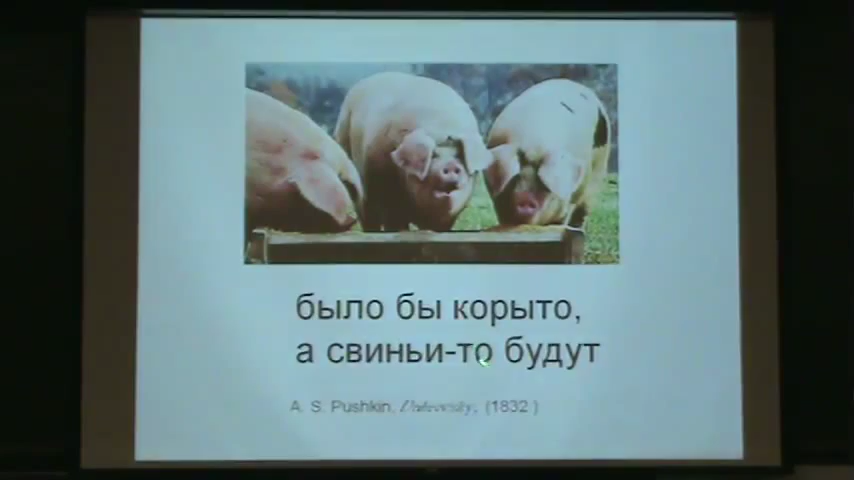 было бы корыто,
а свиньи-то будут
A. S. Pushkin, (1832 )